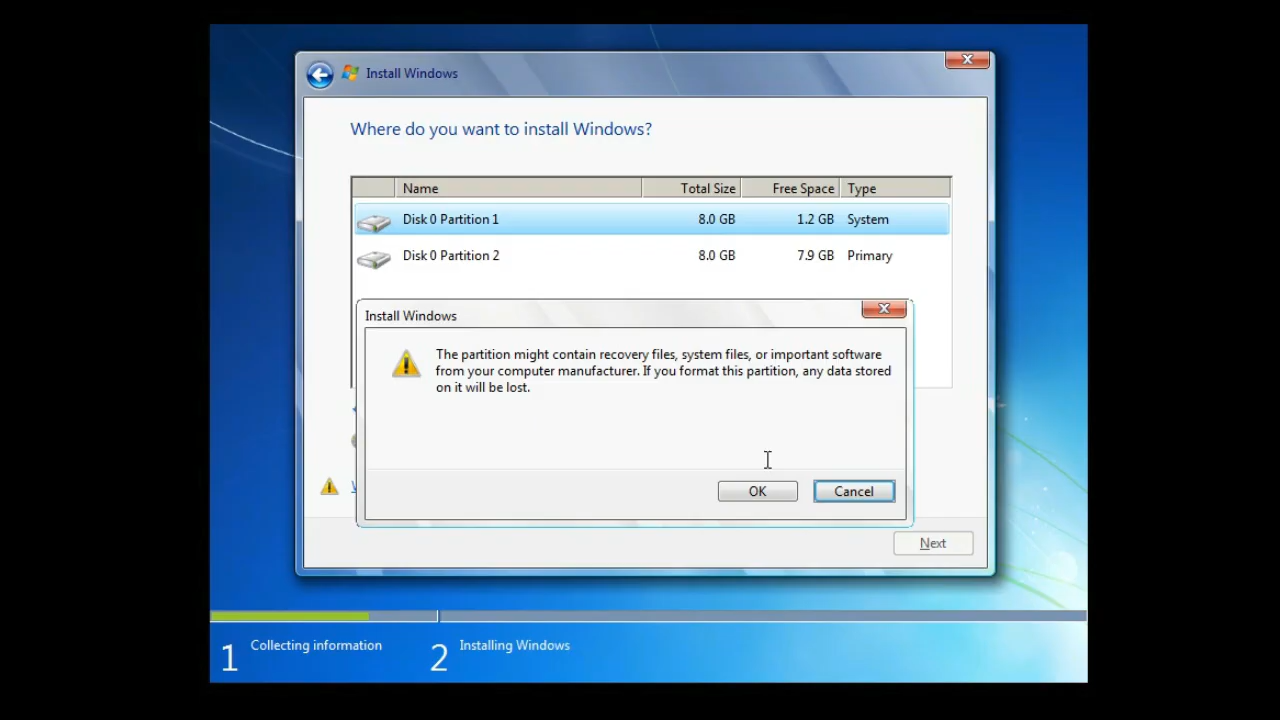 Install Windows
Where do you want to install Windows?
Name Total Size Free Space Type
Disk 0 Partition 1 8.0 GB 1.2 GB System
Disk 0 Partition 2 8.0 GB 7.9 GB Primary
Install Windows
The partition might contain recovery files, system files, or important software
from your computer manufacturer. If you format this partition, any data stored
on it will be lost.
OK Cancel
Next
1 Collecting information 2 Installing Windows